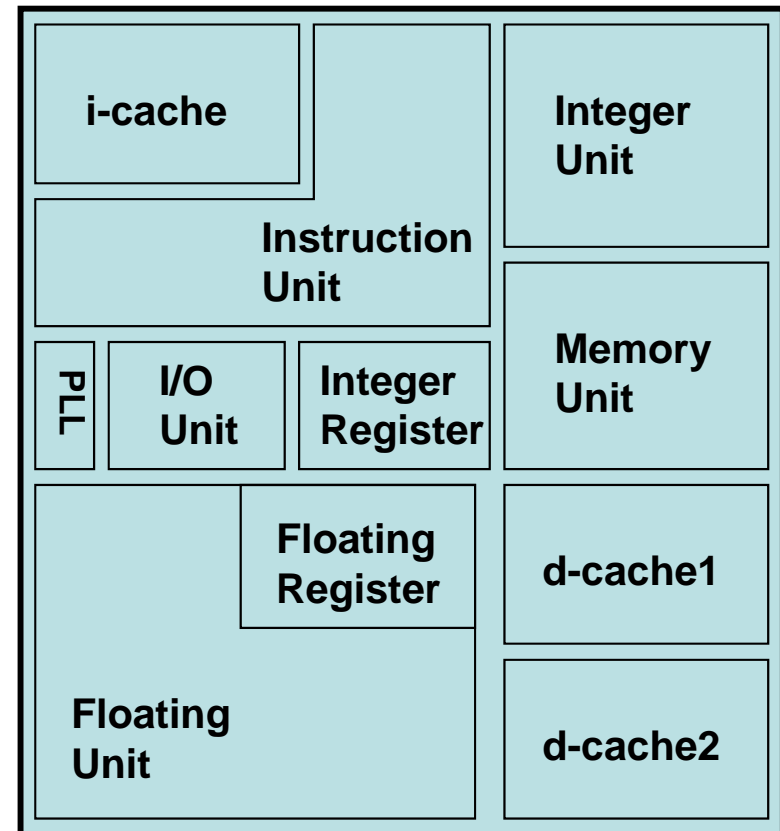 i-cache
Integer
Unit
Instruction
Unit
Memory
Unit
PLL
I/O
Unit
Integer
Register
Floating
Register
d-cache1
Floating
Unit
d-cache2